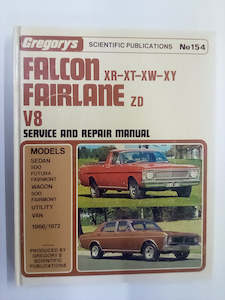 Gregory's SCIENTIFIC PUBLICATIONS No 154
FALCON XR-XT-XW-XY
FAIRLANE ZD
V8
SERVICE AND REPAIR MANUAL
MODELS
SEDAN
500
FUTURA
FAIRMONT
WAGON
500
FAIRMONT
UTILITY
VAN
1966/1972
PRODUCED BY
GREGORY'S
SCIENTIFIC
PUBLICATIONS